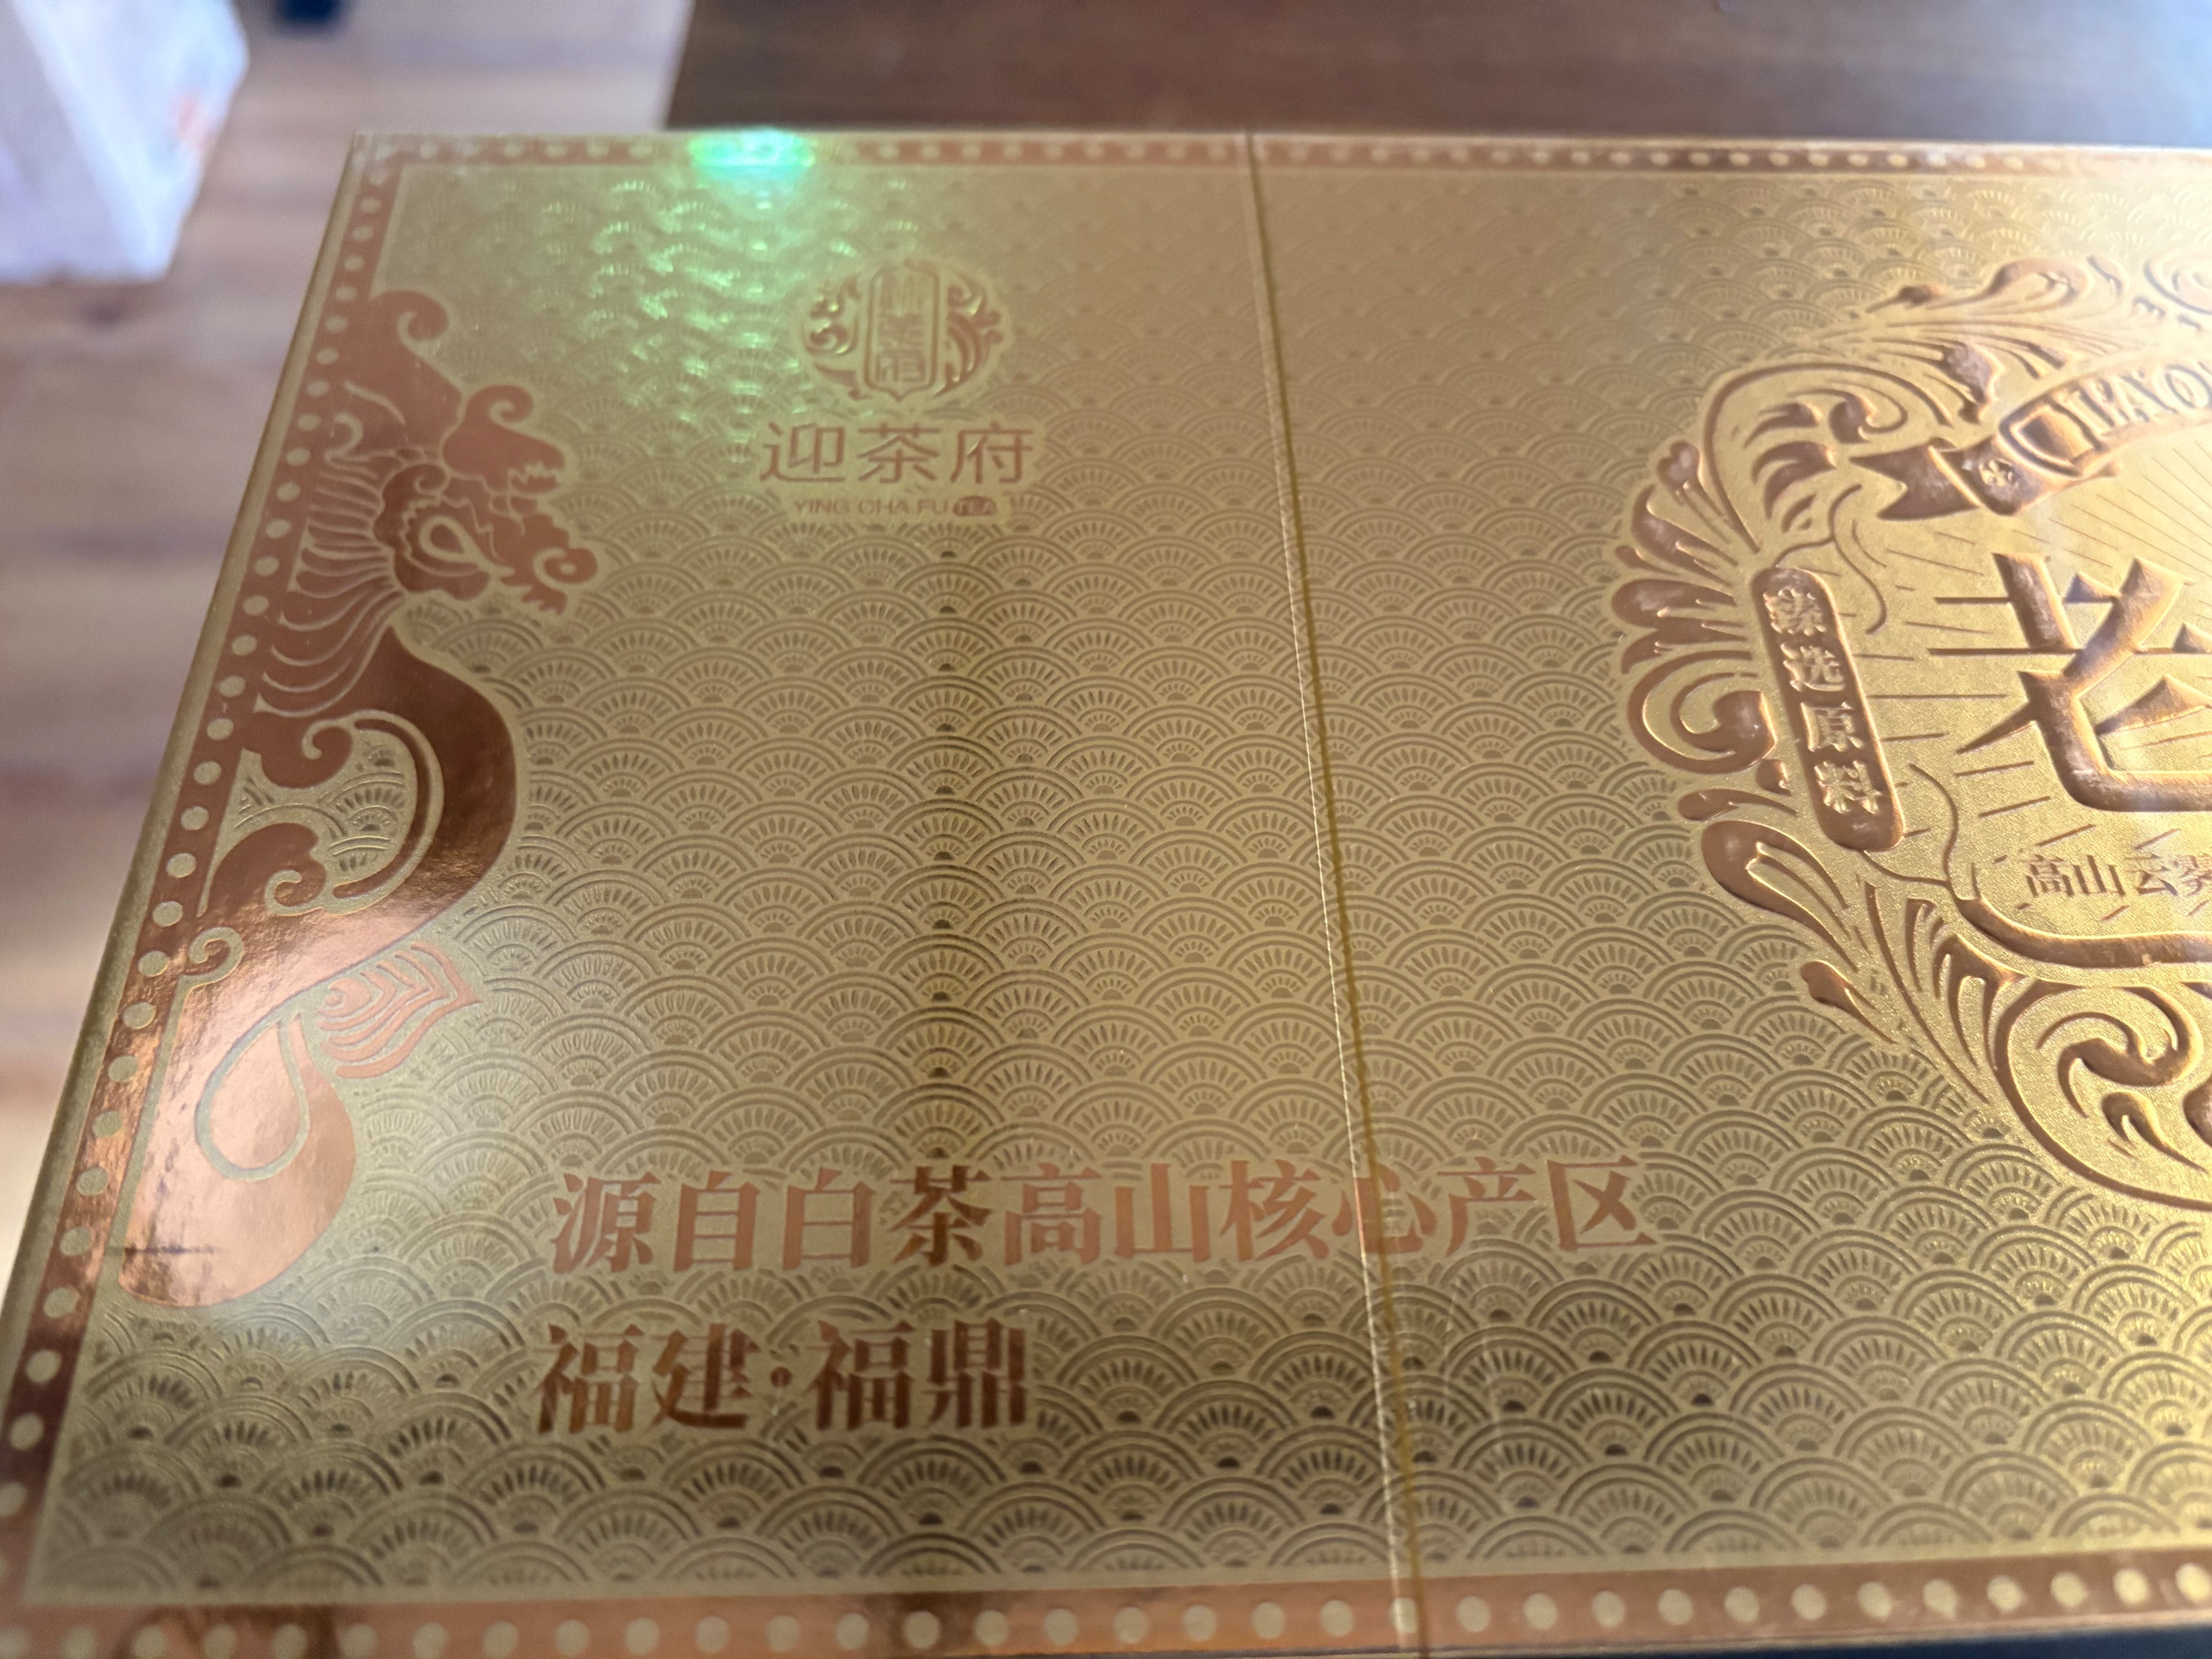 迎茶府
YING CHA FU TEA
臻选原料
老
高山云雾
源自白茶高山核心产区
福建·福鼎